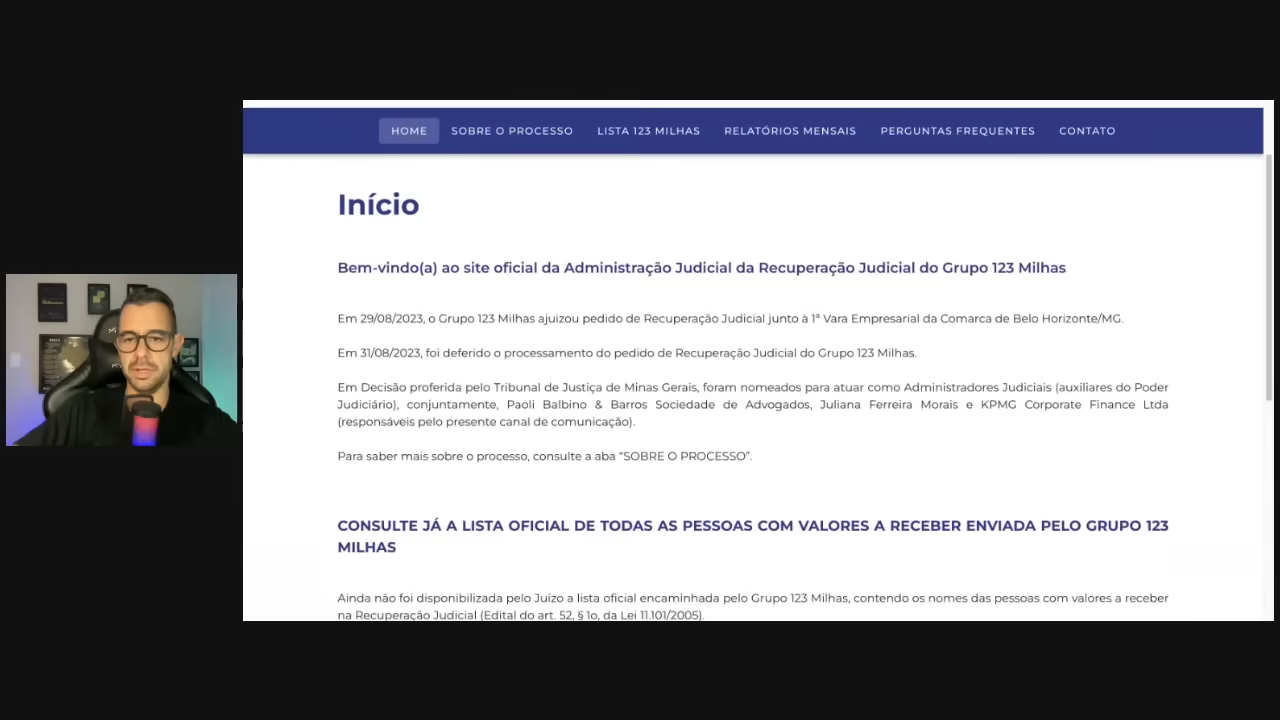 HOME SOBRE O PROCESSO LISTA 123 MILHAS RELATÓRIOS MENSAIS PERGUNTAS FREQUENTES CONTATO
Início
Bem-vindo(a) ao site oficial da Administração Judicial da Recuperação Judicial do Grupo 123 Milhas
Em 29/08/2023, o Grupo 123 Milhas ajuizou pedido de Recuperação Judicial junto à 1ª Vara Empresarial da Comarca de Belo Horizonte/MG.
Em 31/08/2023, foi deferido o processamento do pedido de Recuperação Judicial do Grupo 123 Milhas.
Em Decisão proferida pelo Tribunal de Justiça de Minas Gerais, foram nomeados para atuar como Administradores Judiciais (auxiliares do Poder
Judiciário), conjuntamente, Paoli Balbino & Barros Sociedade de Advogados, Juliana Ferreira Morais e KPMG Corporate Finance Ltda
(responsáveis pelo presente canal de comunicação).
Para saber mais sobre o processo, consulte a aba “SOBRE O PROCESSO”.
CONSULTE JÁ A LISTA OFICIAL DE TODAS AS PESSOAS COM VALORES A RECEBER ENVIADA PELO GRUPO 123
MILHAS
Ainda não foi disponibilizada pelo Juízo a lista oficial encaminhada pelo Grupo 123 Milhas, contendo os nomes das pessoas com valores a receber
na Recuperação Judicial (Edital do art. 52, § 1o, da Lei 11.101/2005).